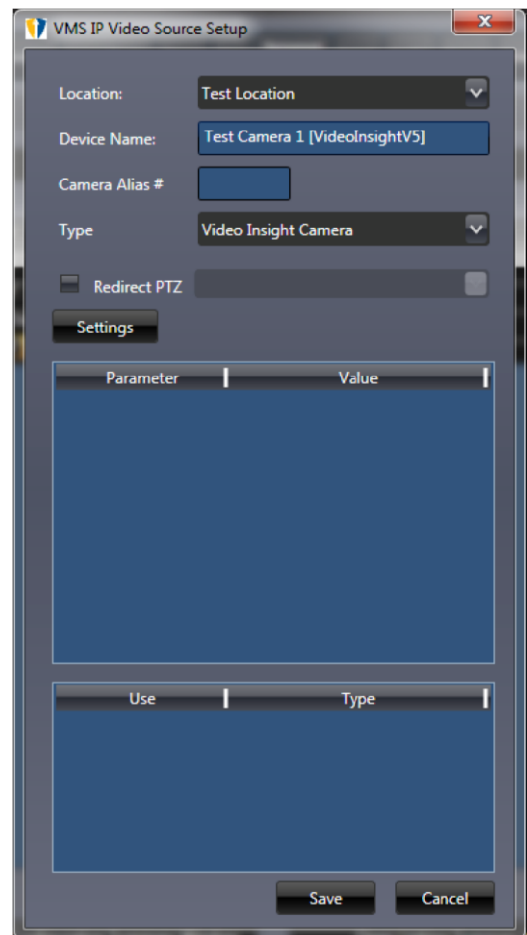 VMS IP Video Source Setup
Location: Test Location
Device Name: Test Camera 1 [VideoInsightV5]
Camera Alias #
Type Video Insight Camera
Redirect PTZ
Settings
Parameter Value
Use Type
Save Cancel